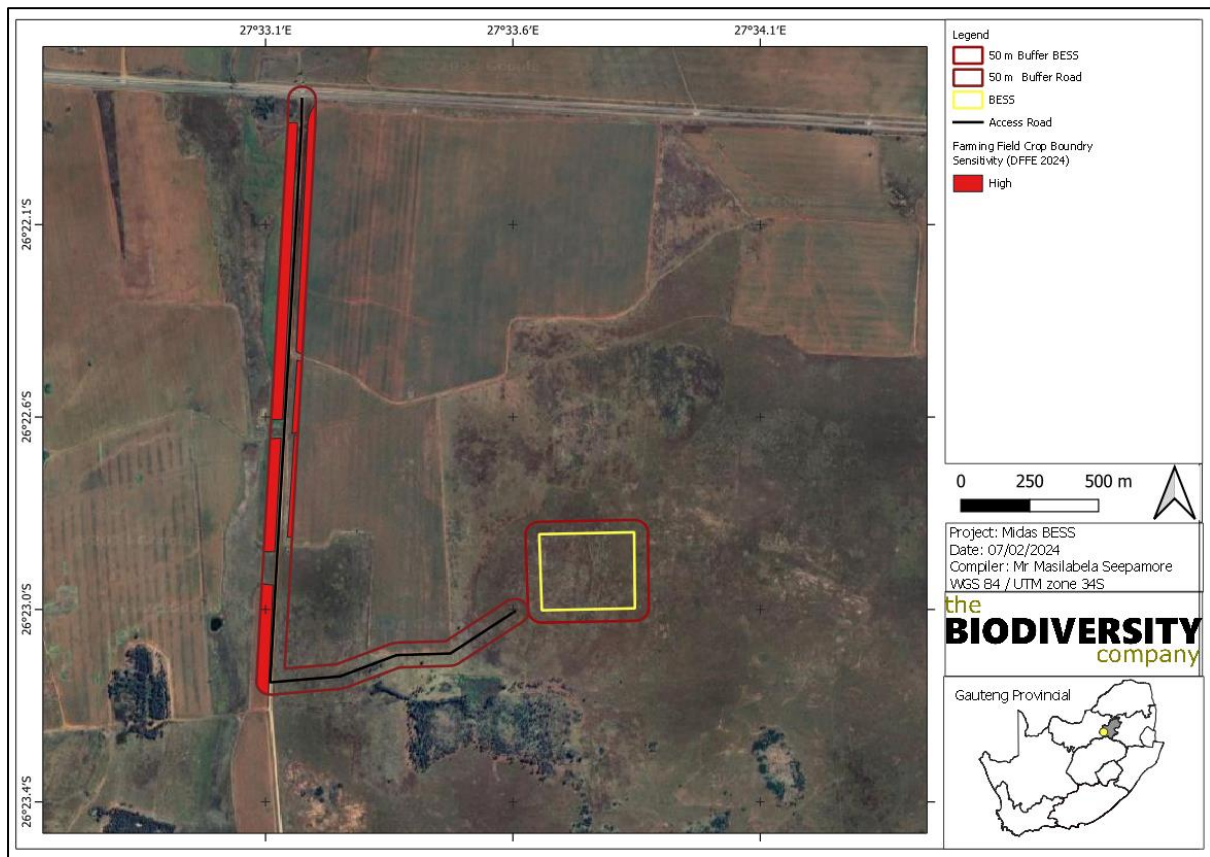 27°33.1′E
27°33.6′E
27°34.1′E
26°22.1′S
26°22.6′S
26°23.0′S
26°23.4′S
Legend
50 m Buffer BESS
50 m Buffer Road
BESS
Access Road
Farming Field Crop Boundry
Sensitivity (DFFE 2024)
High
0 250 500 m
Project: Midas BESS
Date: 07/02/2024
Compiler: Mr Masilabela Seepamore
WGS 84 / UTM zone 34S
the
BIODIVERSITY
company
Gauteng Provincial